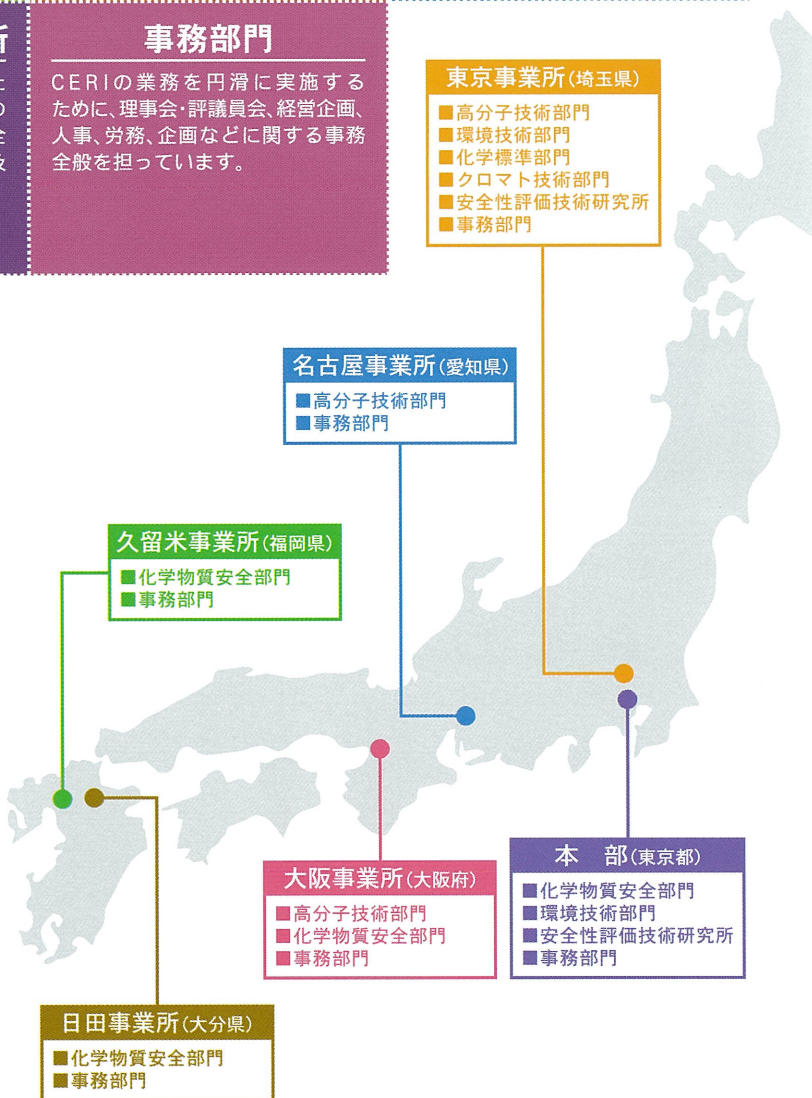 所
事務部門
CERIの業務を円滑に実施する
ために、理事会・評議員会、経営企画、
人事、労務、企画などに関する事務
全般を担っています。
東京事業所(埼玉県)
■高分子技術部門
■環境技術部門
■化学標準部門
■クロマト技術部門
■安全性評価技術研究所
■事務部門
名古屋事業所(愛知県)
■高分子技術部門
■事務部門
久留米事業所(福岡県)
■化学物質安全部門
■事務部門
大阪事業所(大阪府)
■高分子技術部門
■化学物質安全部門
■事務部門
本　部(東京都)
■化学物質安全部門
■環境技術部門
■安全性評価技術研究所
■事務部門
日田事業所(大分県)
■化学物質安全部門
■事務部門